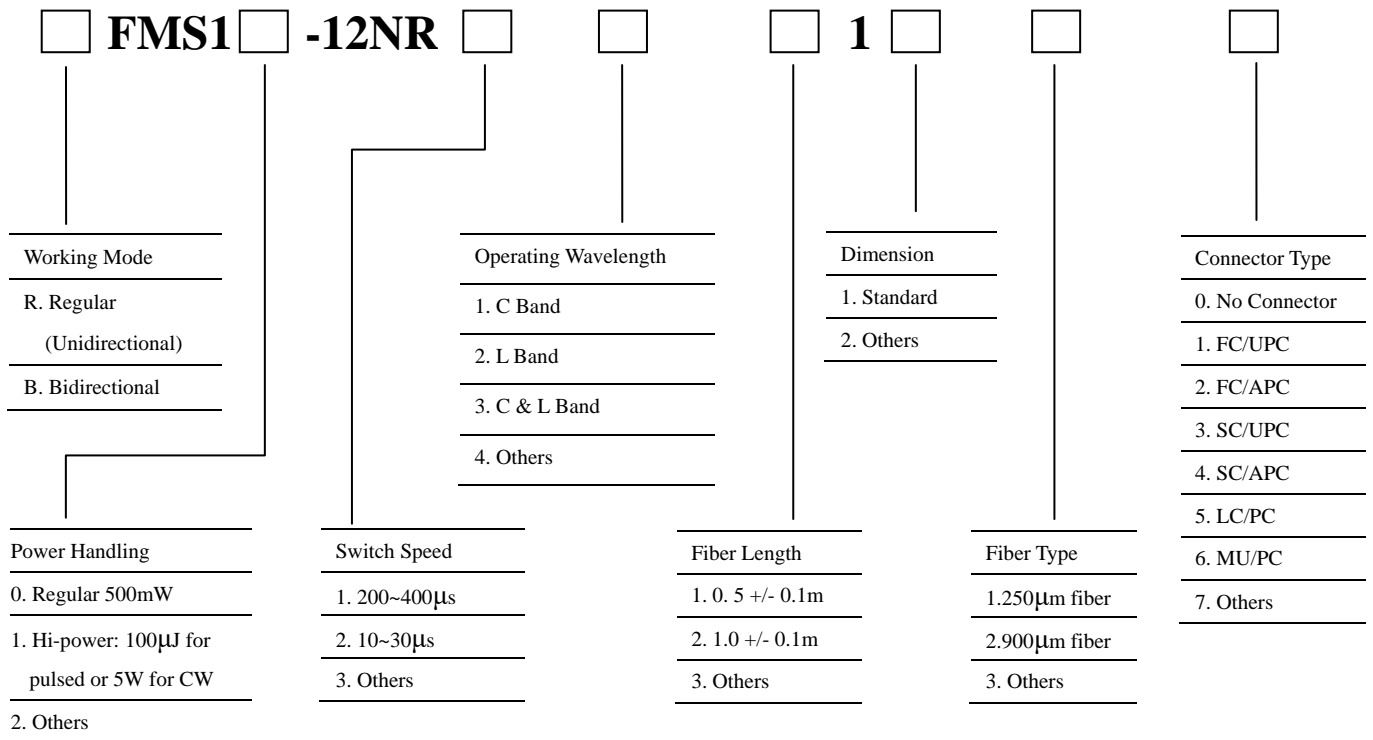 FMS1 -12NR 1
Working Mode
R. Regular
(Unidirectional)
B. Bidirectional
Operating Wavelength
1. C Band
2. L Band
3. C & L Band
4. Others
Dimension
1. Standard
2. Others
Connector Type
0. No Connector
1. FC/UPC
2. FC/APC
3. SC/UPC
4. SC/APC
5. LC/PC
6. MU/PC
7. Others
Power Handling
0. Regular 500mW
1. Hi-power: 100μJ for
pulsed or 5W for CW
2. Others
Switch Speed
1. 200~400μs
2. 10~30μs
3. Others
Fiber Length
1. 0. 5 +/- 0.1m
2. 1.0 +/- 0.1m
3. Others
Fiber Type
1.250μm fiber
2.900μm fiber
3. Others